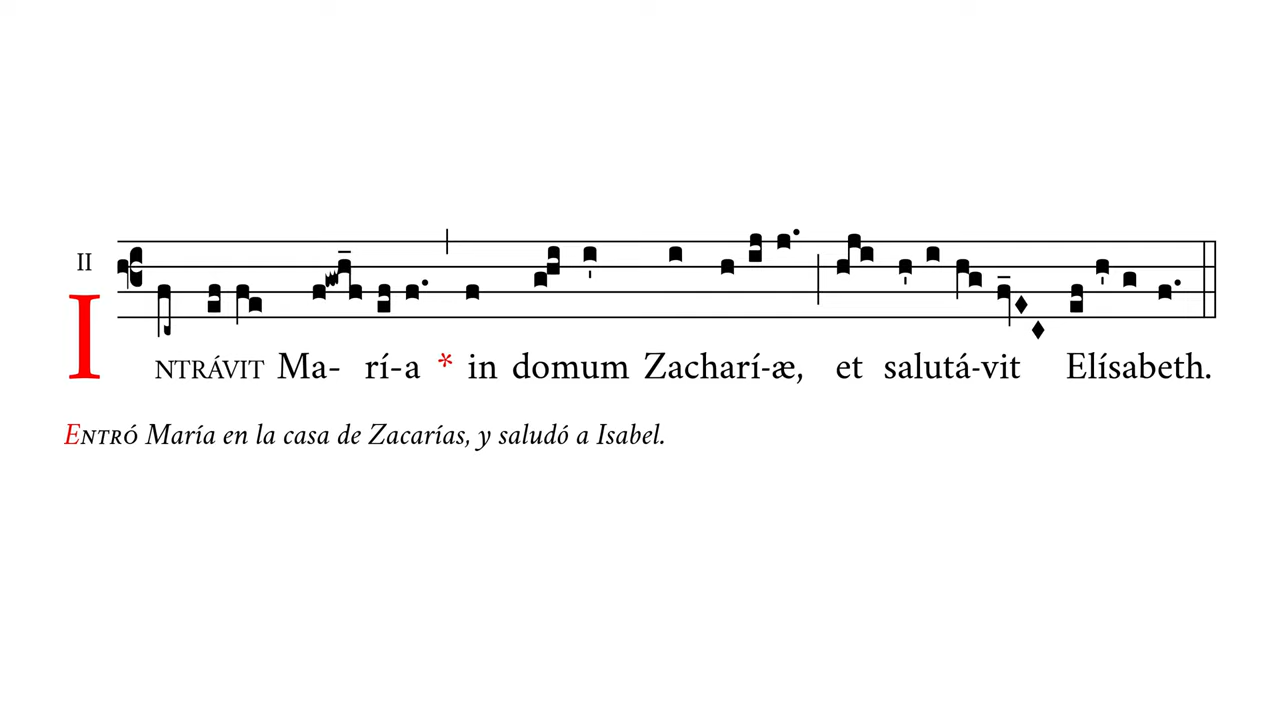 II
INTRÁVIT Ma- rí-a * in domum Zacharí-æ, et salutá-vit Elísabeth.
ENTRÓ María en la casa de Zacarías, y saludó a Isabel.